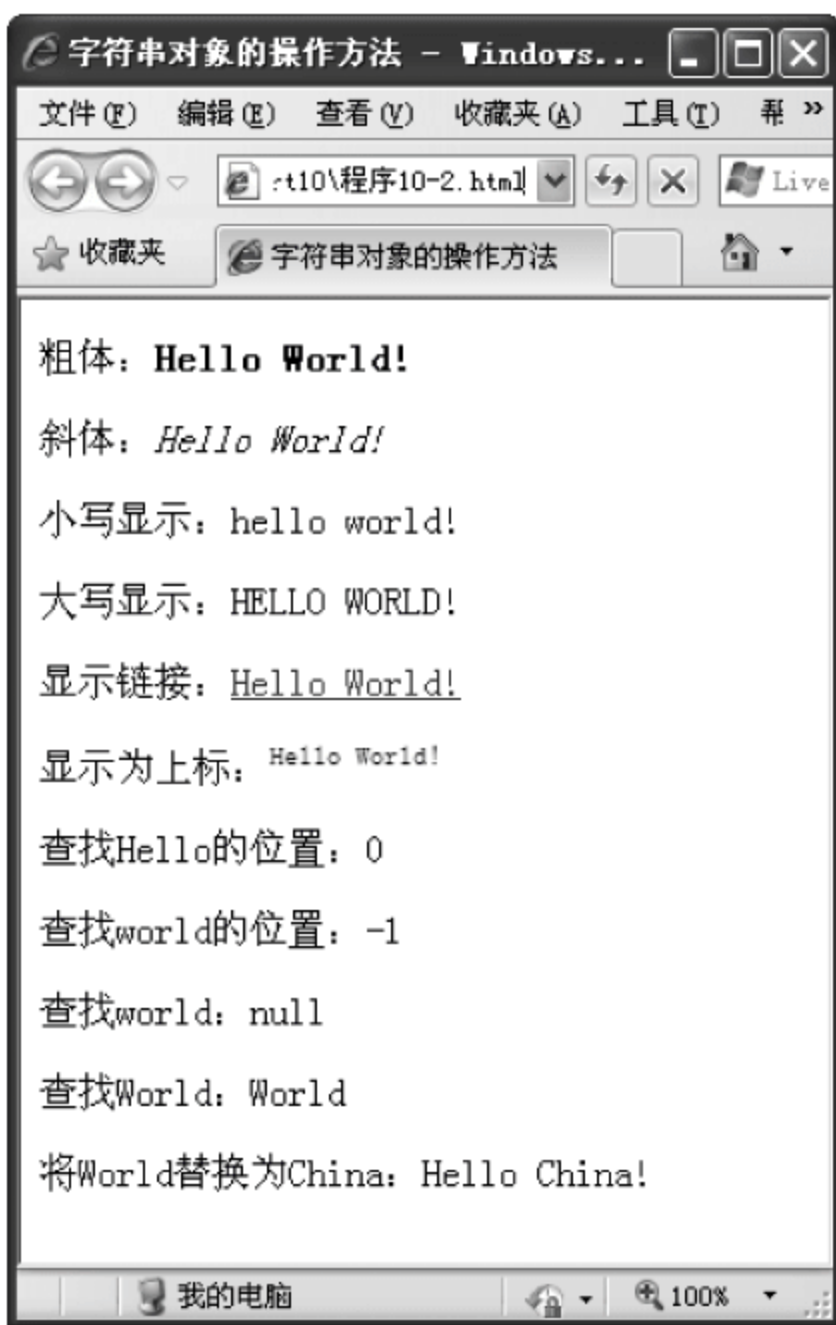 字符串对象的操作方法 - Windows...
文件(F) 编辑(E) 查看(V) 收藏夹(A) 工具(T) 帮 »
:t10\程序10-2.html Live
收藏夹 字符串对象的操作方法
粗体：Hello World!
斜体：Hello World!
小写显示：hello world!
大写显示：HELLO WORLD!
显示链接：Hello World!
显示为上标：Hello World!
查找Hello的位置：0
查找world的位置：-1
查找world：null
查找World：World
将World替换为China：Hello China!
我的电脑 100%